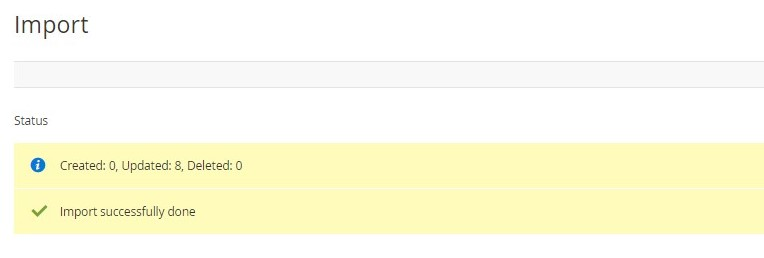 Import
Status
Created: 0, Updated: 8, Deleted: 0
Import successfully done